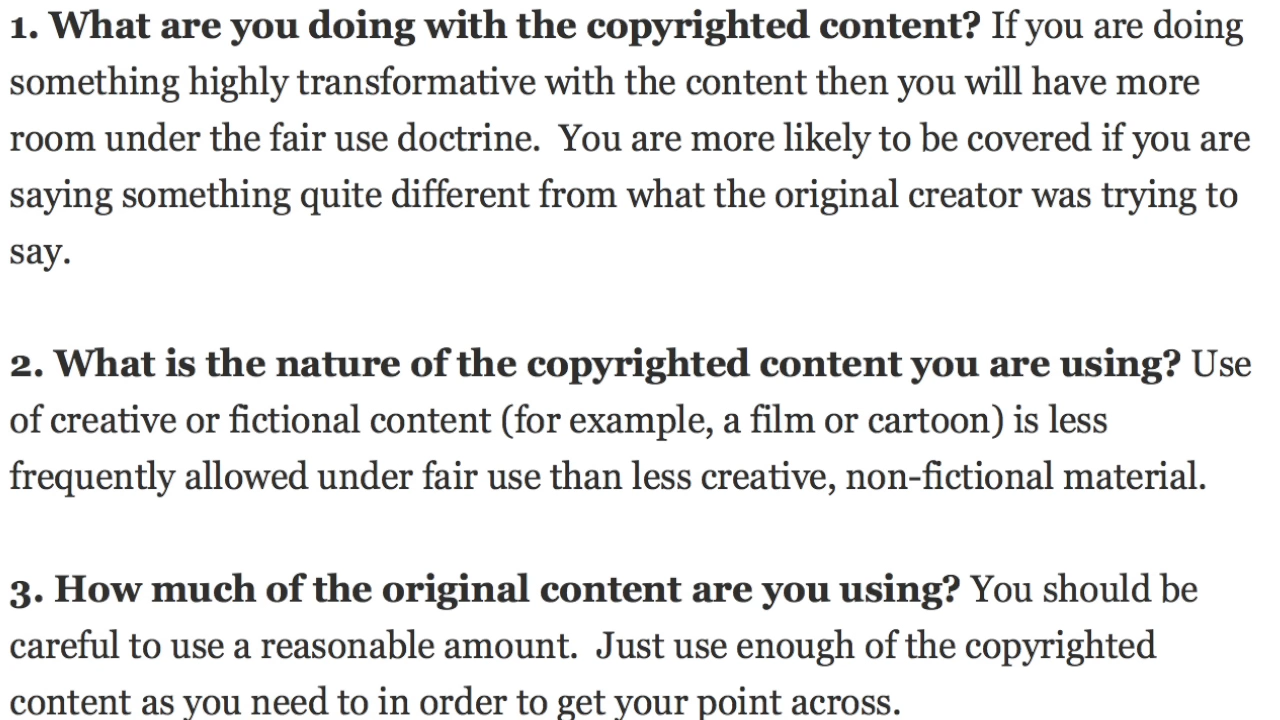 1. What are you doing with the copyrighted content? If you are doing
something highly transformative with the content then you will have more
room under the fair use doctrine.  You are more likely to be covered if you are
saying something quite different from what the original creator was trying to
say.
2. What is the nature of the copyrighted content you are using? Use
of creative or fictional content (for example, a film or cartoon) is less
frequently allowed under fair use than less creative, non-fictional material.
3. How much of the original content are you using? You should be
careful to use a reasonable amount.  Just use enough of the copyrighted
content as you need to in order to get your point across.